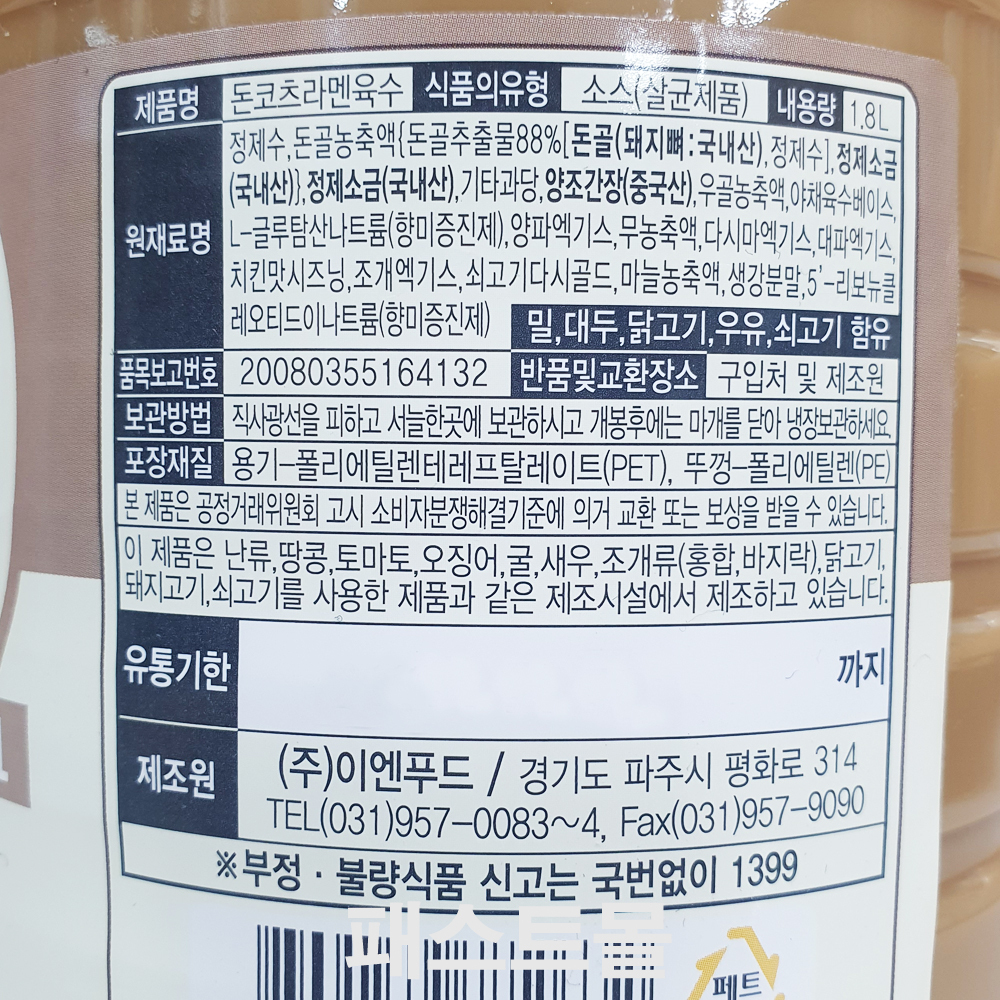 제품명 돈코츠라멘육수 식품의유형 소스(살균제품) 내용량 1.8L
원재료명
정제수,돈골농축액{돈골추출물88%[돈골(돼지뼈:국내산),정제수],정제소금
(국내산)},정제소금(국내산),기타과당,양조간장(중국산),우골농축액,야채육수베이스,
L-글루탐산나트륨(향미증진제),양파엑기스,무농축액,다시마엑기스,대파엑기스,
치킨맛시즈닝,조개엑기스,쇠고기다시골드,마늘농축액,생강분말,5'-리보뉴클
레오티드이나트륨(향미증진제) 밀,대두,닭고기,우유,쇠고기 함유
품목보고번호 20080355164132 반품및교환장소 구입처 및 제조원
보관방법 직사광선을 피하고 서늘한곳에 보관하시고 개봉후에는 마개를 닫아 냉장보관하세요.
포장재질 용기-폴리에틸렌테레프탈레이트(PET), 뚜껑-폴리에틸렌(PE)
본 제품은 공정거래위원회 고시 소비자분쟁해결기준에 의거 교환 또는 보상을 받을 수 있습니다.
이 제품은 난류,땅콩,토마토,오징어,굴,새우,조개류(홍합,바지락),닭고기,
돼지고기,쇠고기를 사용한 제품과 같은 제조시설에서 제조하고 있습니다.
유통기한 까지
제조원 (주)이엔푸드 / 경기도 파주시 평화로 314
TEL(031)957-0083~4, Fax(031)957-9090
※부정·불량식품 신고는 국번없이 1399
패스트몰
페트